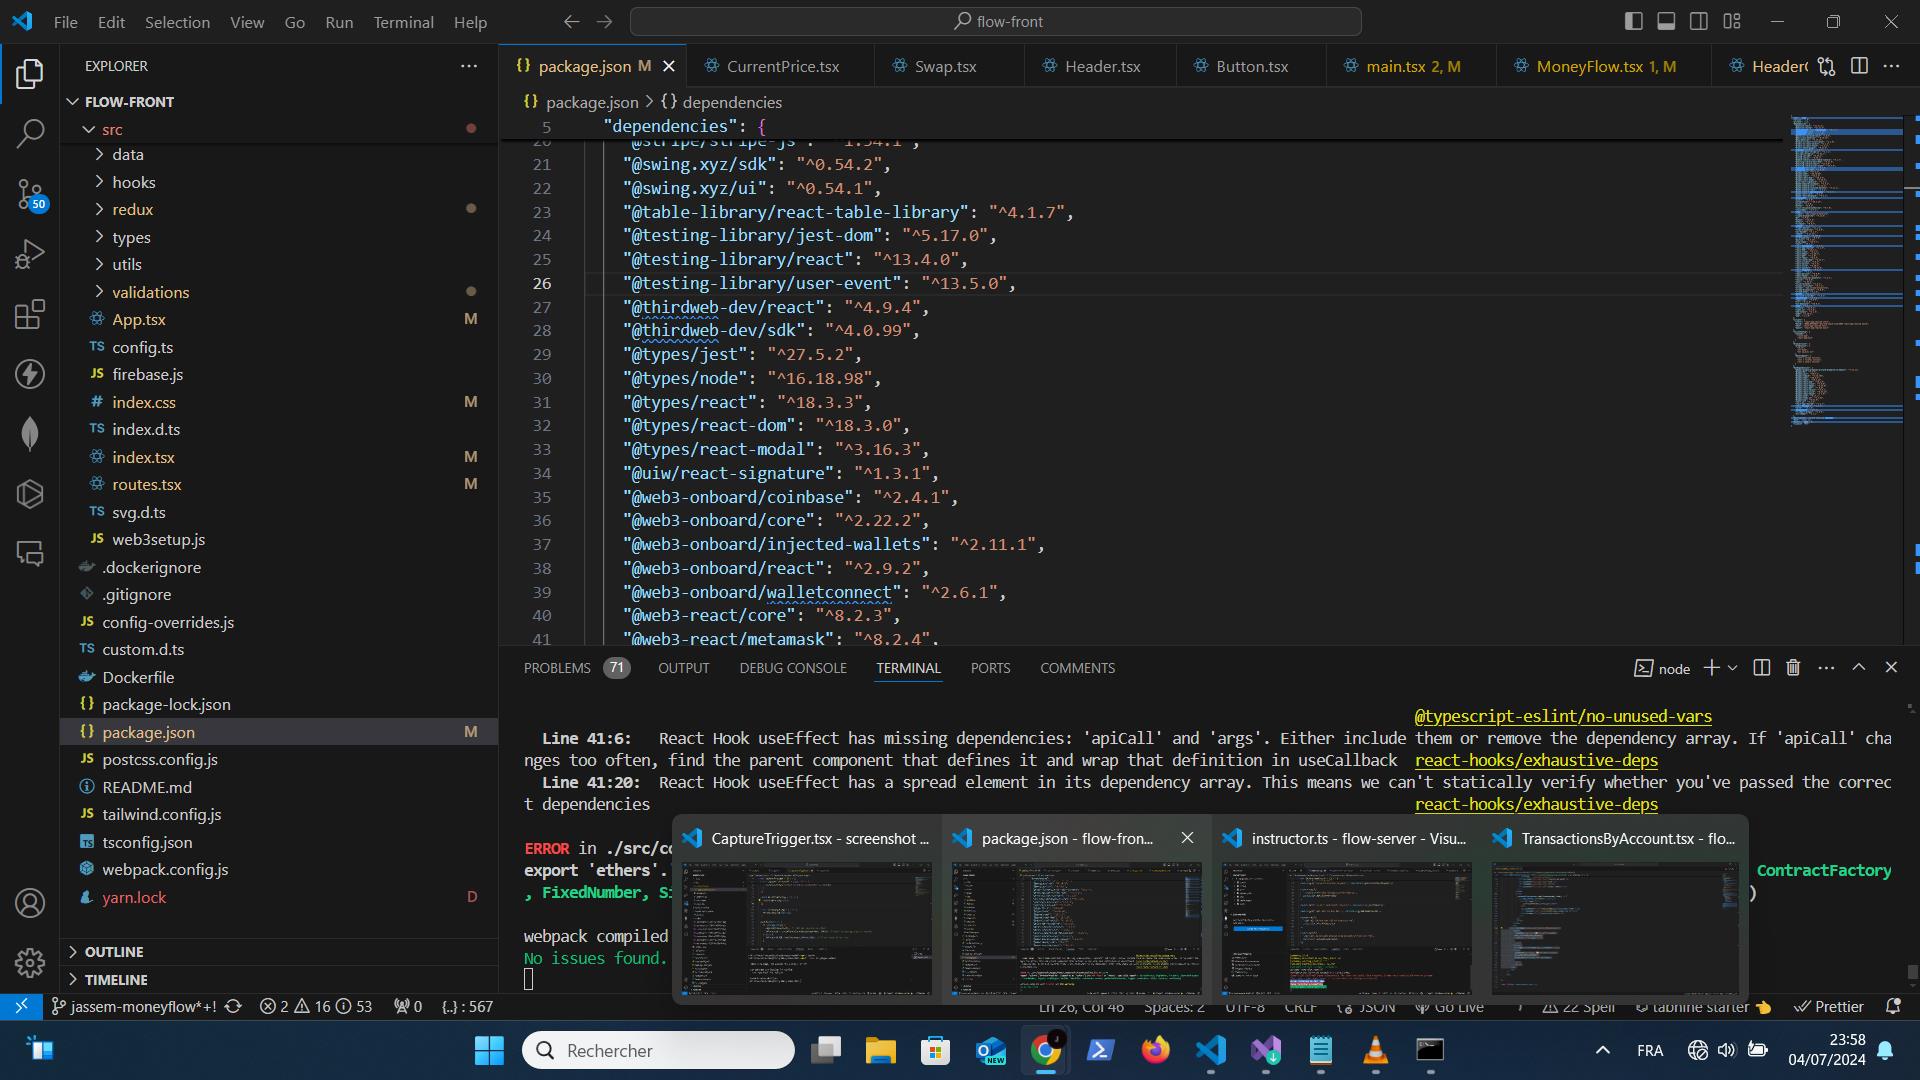 File Edit Selection View Go Run Terminal Help
flow-front
EXPLORER
FLOW-FRONT
src
data
hooks
redux
types
utils
validations
App.tsx M
TS config.ts
JS firebase.js
# index.css M
TS index.d.ts
index.tsx M
routes.tsx M
TS svg.d.ts
JS web3setup.js
.dockerignore
.gitignore
JS config-overrides.js
TS custom.d.ts
Dockerfile
{} package-lock.json
{} package.json M
JS postcss.config.js
README.md
JS tailwind.config.js
tsconfig.json
webpack.config.js
yarn.lock D
OUTLINE
TIMELINE
50
{} package.json M
CurrentPrice.tsx
Swap.tsx
Header.tsx
Button.tsx
main.tsx 2, M
MoneyFlow.tsx 1, M
Header
{} package.json > {} dependencies
5 "dependencies": {
20 "@stripe/stripe-js": "^1.54.1",
21 "@swing.xyz/sdk": "^0.54.2",
22 "@swing.xyz/ui": "^0.54.1",
23 "@table-library/react-table-library": "^4.1.7",
24 "@testing-library/jest-dom": "^5.17.0",
25 "@testing-library/react": "^13.4.0",
26 "@testing-library/user-event": "^13.5.0",
27 "@thirdweb-dev/react": "^4.9.4",
28 "@thirdweb-dev/sdk": "^4.0.99",
29 "@types/jest": "^27.5.2",
30 "@types/node": "^16.18.98",
31 "@types/react": "^18.3.3",
32 "@types/react-dom": "^18.3.0",
33 "@types/react-modal": "^3.16.3",
34 "@uiw/react-signature": "^1.3.1",
35 "@web3-onboard/coinbase": "^2.4.1",
36 "@web3-onboard/core": "^2.22.2",
37 "@web3-onboard/injected-wallets": "^2.11.1",
38 "@web3-onboard/react": "^2.9.2",
39 "@web3-onboard/walletconnect": "^2.6.1",
40 "@web3-react/core": "^8.2.3",
41 "@web3-react/metamask": "^8.2.4",
PROBLEMS 71 OUTPUT DEBUG CONSOLE TERMINAL PORTS COMMENTS
node
@typescript-eslint/no-unused-vars
Line 41:6: React Hook useEffect has missing dependencies: 'apiCall' and 'args'. Either include them or remove the dependency array. If 'apiCall' cha
nges too often, find the parent component that defines it and wrap that definition in useCallback react-hooks/exhaustive-deps
Line 41:20: React Hook useEffect has a spread element in its dependency array. This means we can't statically verify whether you've passed the correc
t dependencies react-hooks/exhaustive-deps
ERROR in ./src/co
export 'ethers'. ContractFactory
, FixedNumber, Si )
webpack compiled
No issues found.
CaptureTrigger.tsx - screenshot ...
package.json - flow-fron...
instructor.ts - flow-server - Visu...
TransactionsByAccount.tsx - flo...
jassem-moneyflow*+! 2 16 53 0 {..} : 567
Ln 26, Col 46 Spaces: 2 UTF-8 CRLF JSON Go Live 22 Spell tabnine starter Prettier
Rechercher
NEW
FRA
23:58
04/07/2024